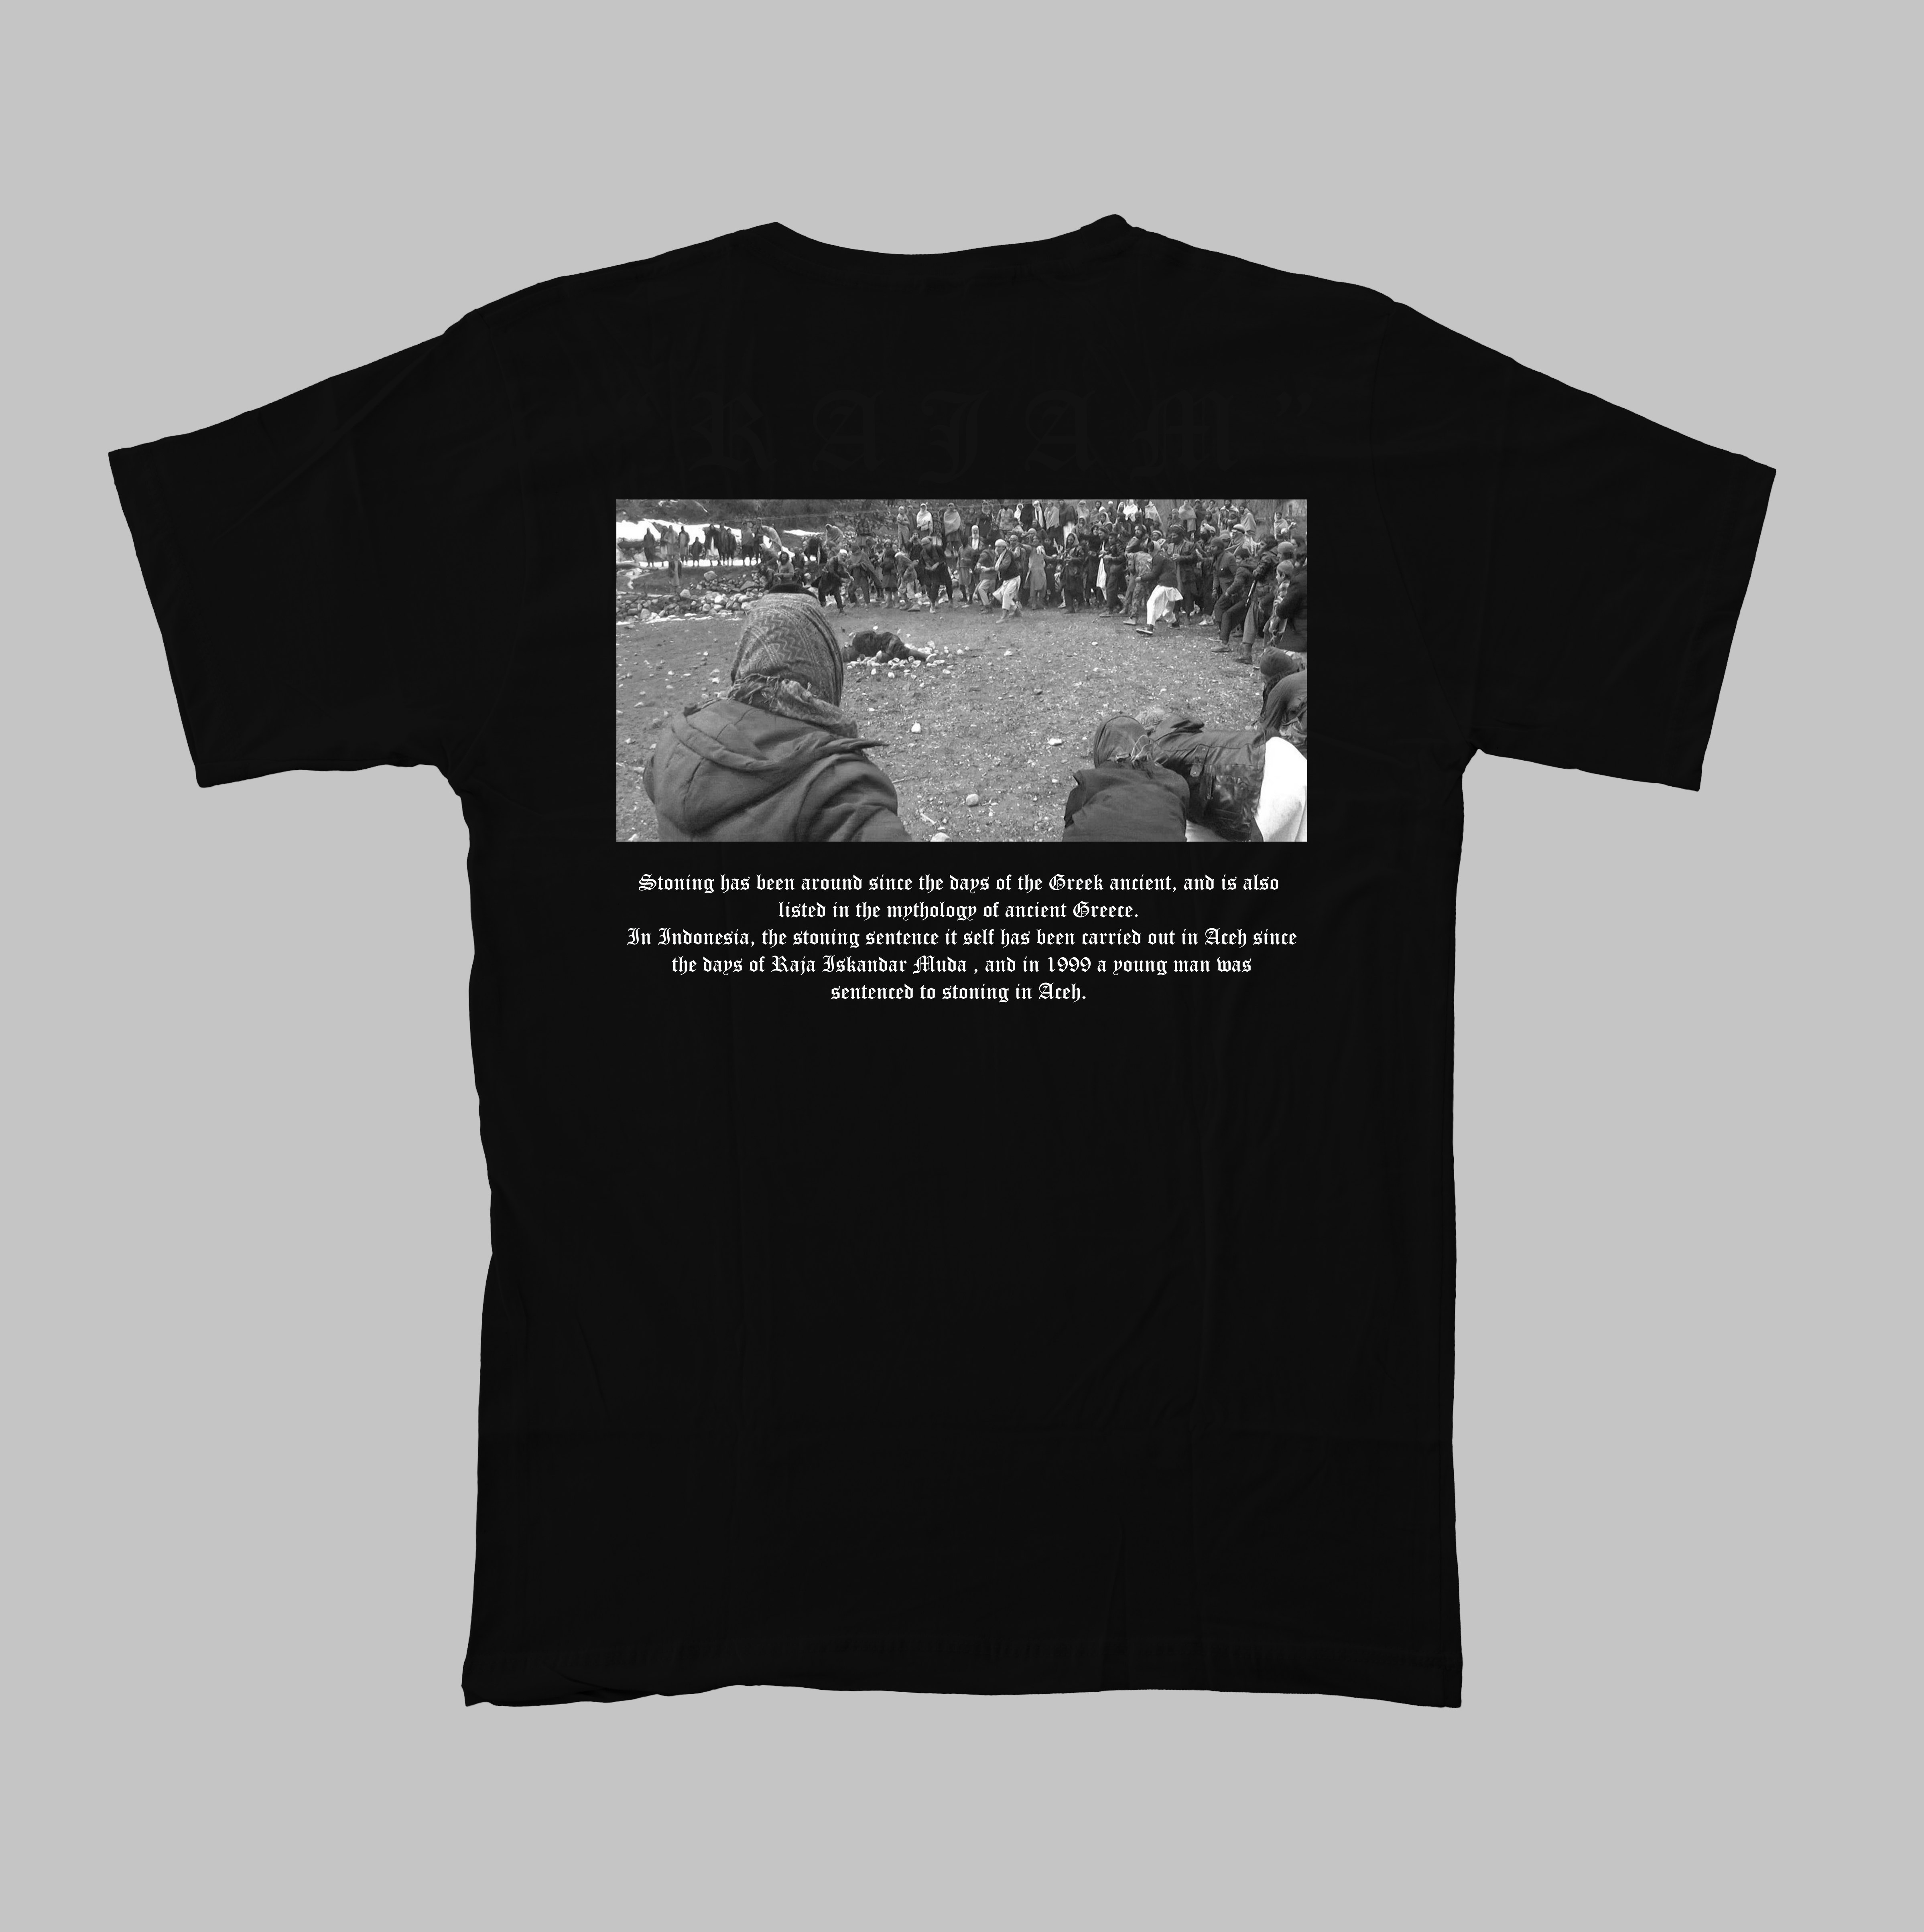 “RAJAM”
Stoning has been around since the days of the Greek ancient, and is also
listed in the mythology of ancient Greece.
In Indonesia, the stoning sentence it self has been carried out in Aceh since
the days of Raja Iskandar Muda , and in 1999 a young man was
sentenced to stoning in Aceh.